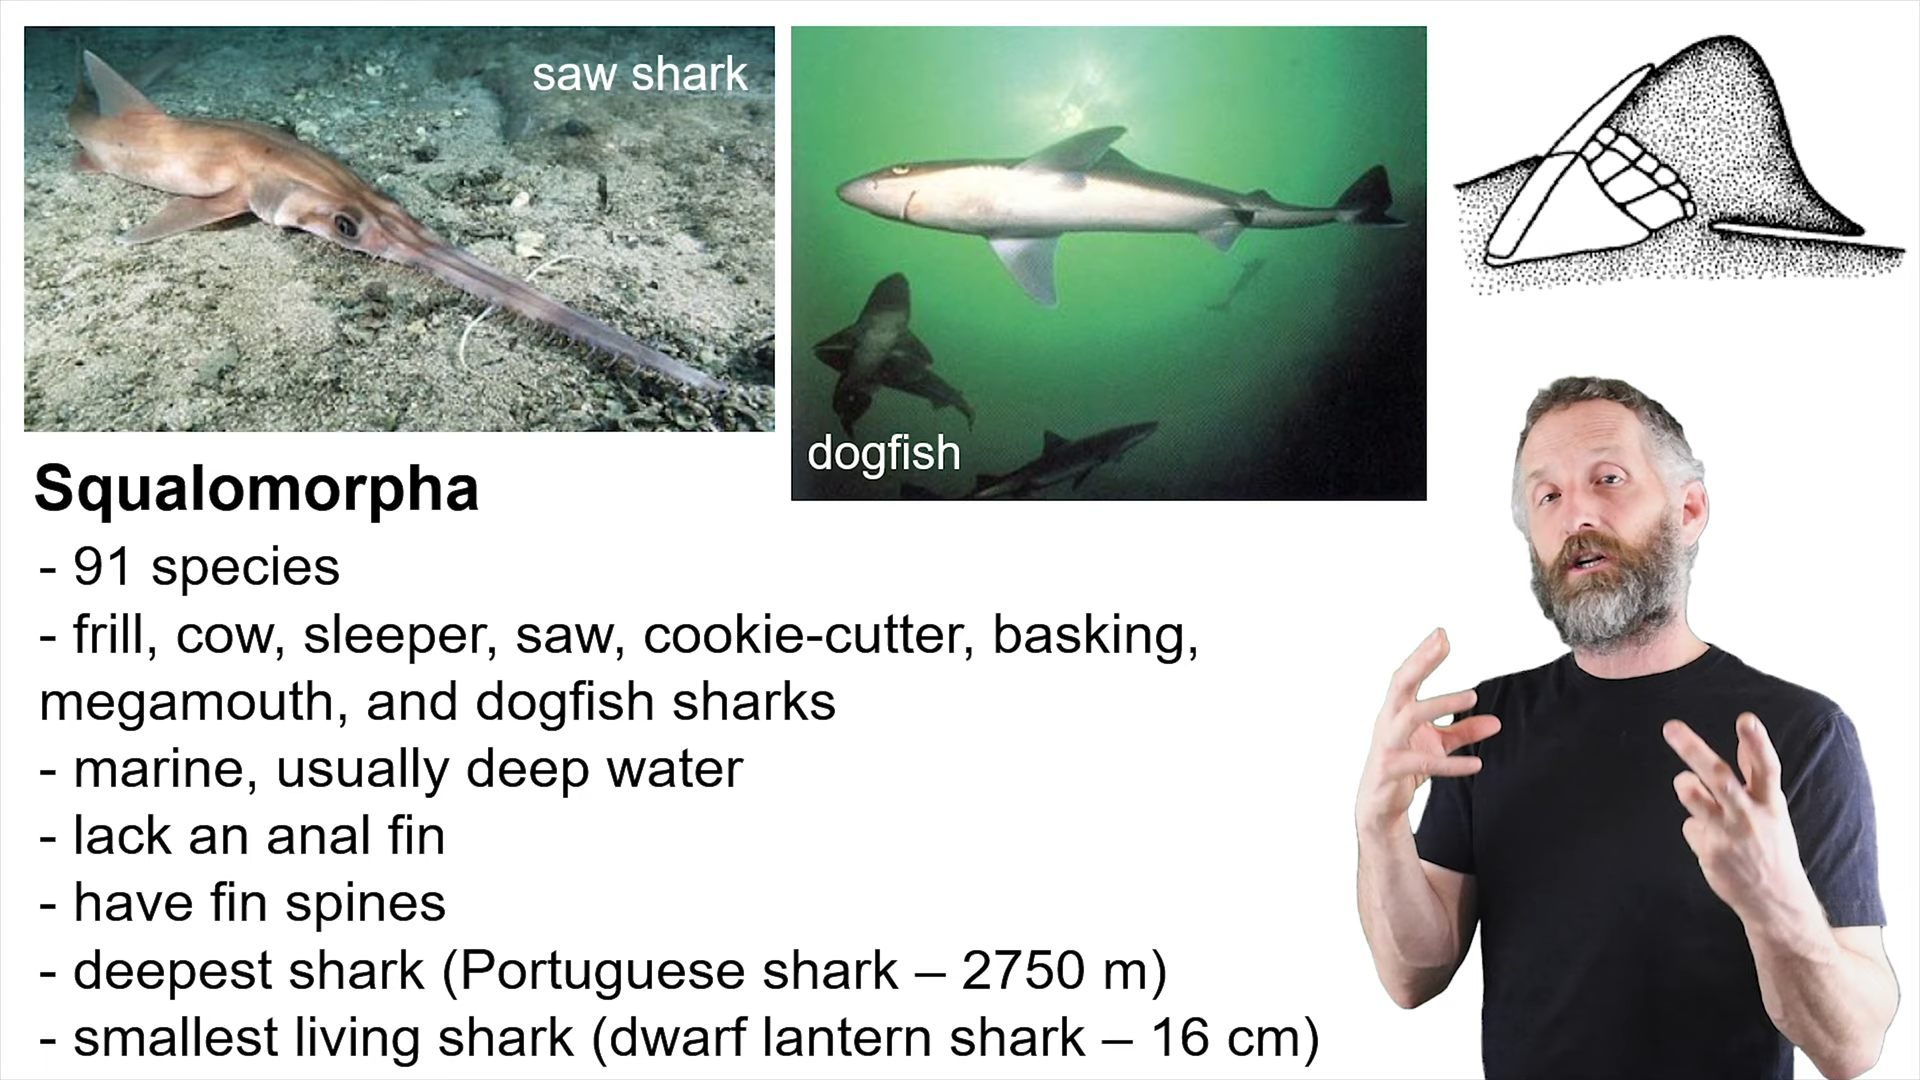 saw shark
dogfish
Squalomorpha
- 91 species
- frill, cow, sleeper, saw, cookie-cutter, basking,
megamouth, and dogfish sharks
- marine, usually deep water
- lack an anal fin
- have fin spines
- deepest shark (Portuguese shark – 2750 m)
- smallest living shark (dwarf lantern shark – 16 cm)